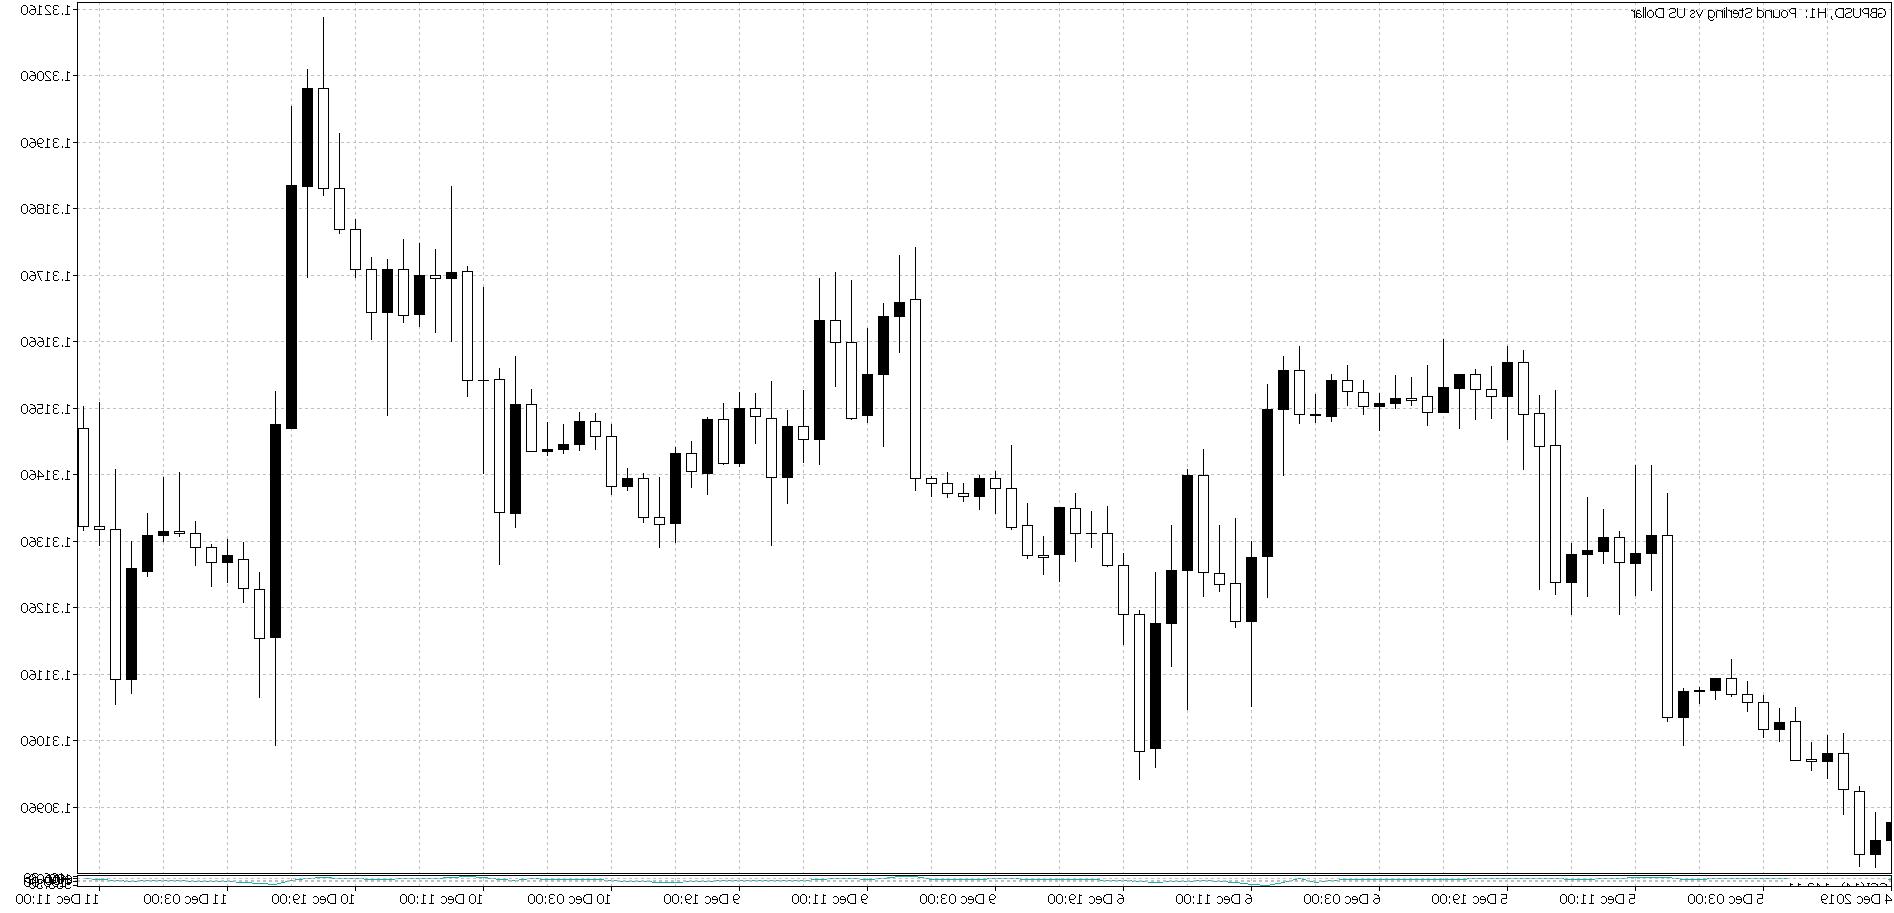 GBPUSD, H1: Pound Sterling vs US Dollar
1.32160
1.32060
1.31960
1.31860
1.31760
1.31660
1.31560
1.31460
1.31360
1.31260
1.31160
1.31060
1.30960
4 Dec 2019
5 Dec 03:00
5 Dec 11:00
5 Dec 19:00
6 Dec 03:00
6 Dec 11:00
6 Dec 19:00
9 Dec 03:00
9 Dec 11:00
9 Dec 19:00
10 Dec 03:00
10 Dec 11:00
10 Dec 19:00
11 Dec 03:00
11 Dec 11:00